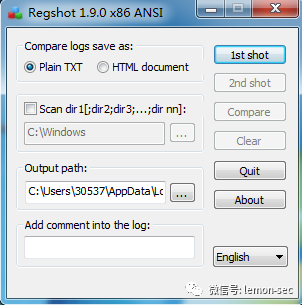 Regshot 1.9.0 x86 ANSI
Compare logs save as:
Plain TXT
HTML document
1st shot
2nd shot
Scan dir1[;dir2;dir3;...;dir nn]:
Compare
C:\Windows
...
Clear
Output path:
Quit
C:\Users\30537\AppData\Lo
...
About
Add comment into the log:
English
微信号: lemon-sec